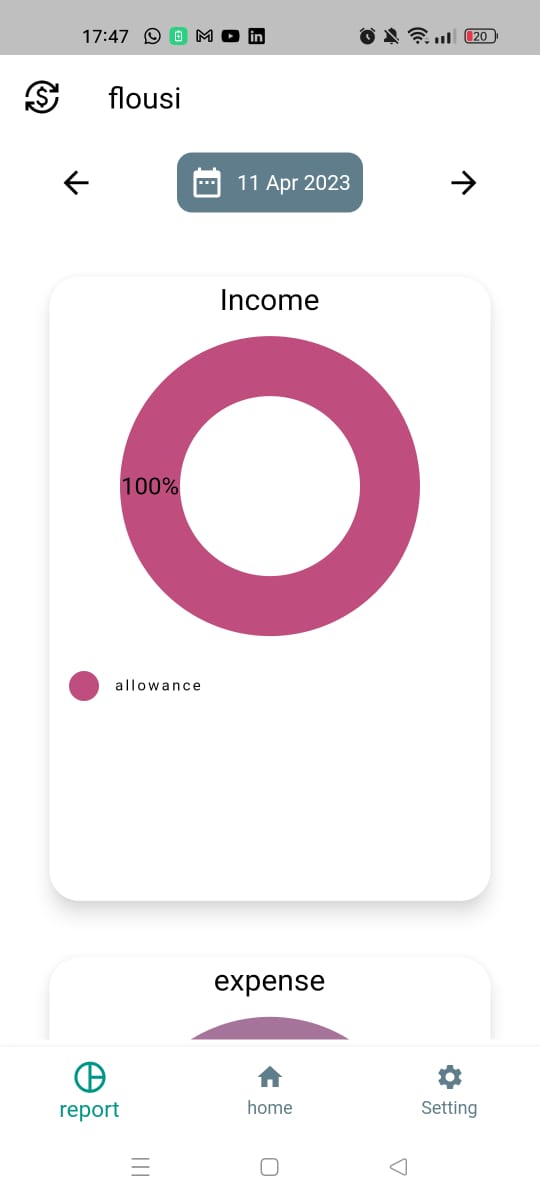 17:47 20
flousi
11 Apr 2023
Income
100%
allowance
expense
report home Setting